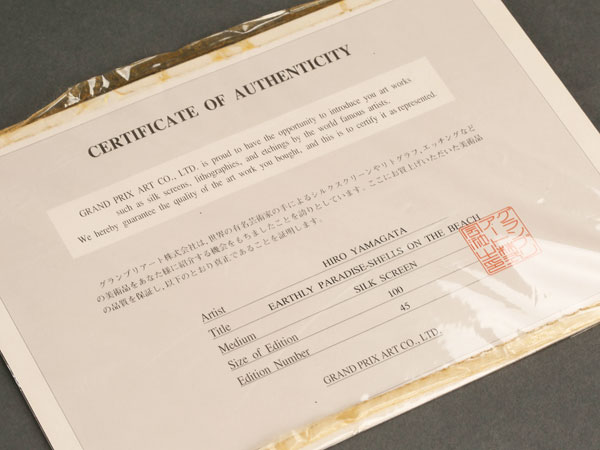 CERTIFICATE OF AUTHENTICITY
GRAND PRIX ART CO., LTD. is proud to have the opportunity to introduce you art works
such as silk screens, lithographies, and etchings by the world famous artists.
We hereby guarantee the quality of the art work you bought, and this is to certify it as represented.
グランプリアート株式会社は、世界の有名芸術家の手によるシルクスクリーンやリトグラフ、エッチングなど
の美術品をあなた様に紹介する機会をもちましたことを誇りとしています。ここにお買上げいただいた美術品
の品質を保証し、以下のとおり真正であることを証明します。
Artist HIRO YAMAGATA
Title EARTHLY PARADISE-SHELLS ON THE BEACH
Medium SILK SCREEN
Size of Edition 100
Edition Number 45
GRAND PRIX ART CO., LTD.